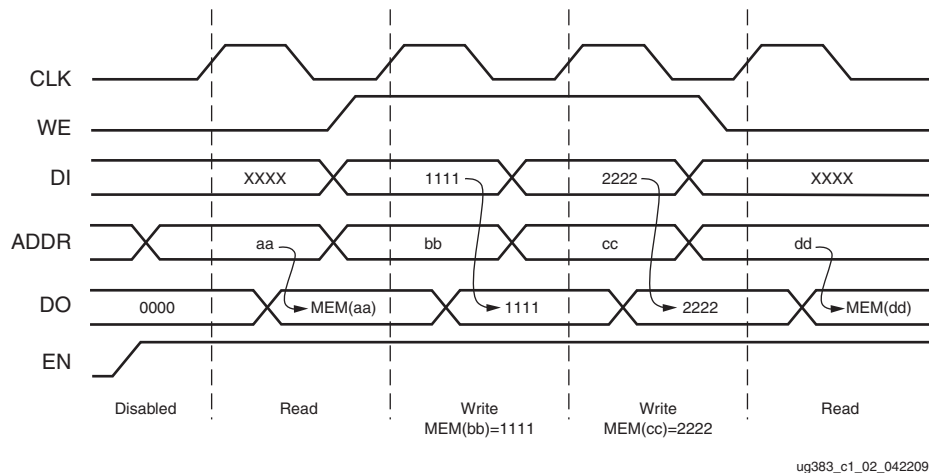 CLK
WE
DI XXXX 1111 2222 XXXX
ADDR aa bb cc dd
DO 0000 MEM(aa) 1111 2222 MEM(dd)
EN
Disabled Read Write Write Read
MEM(bb)=1111 MEM(cc)=2222
ug383_c1_02_042209